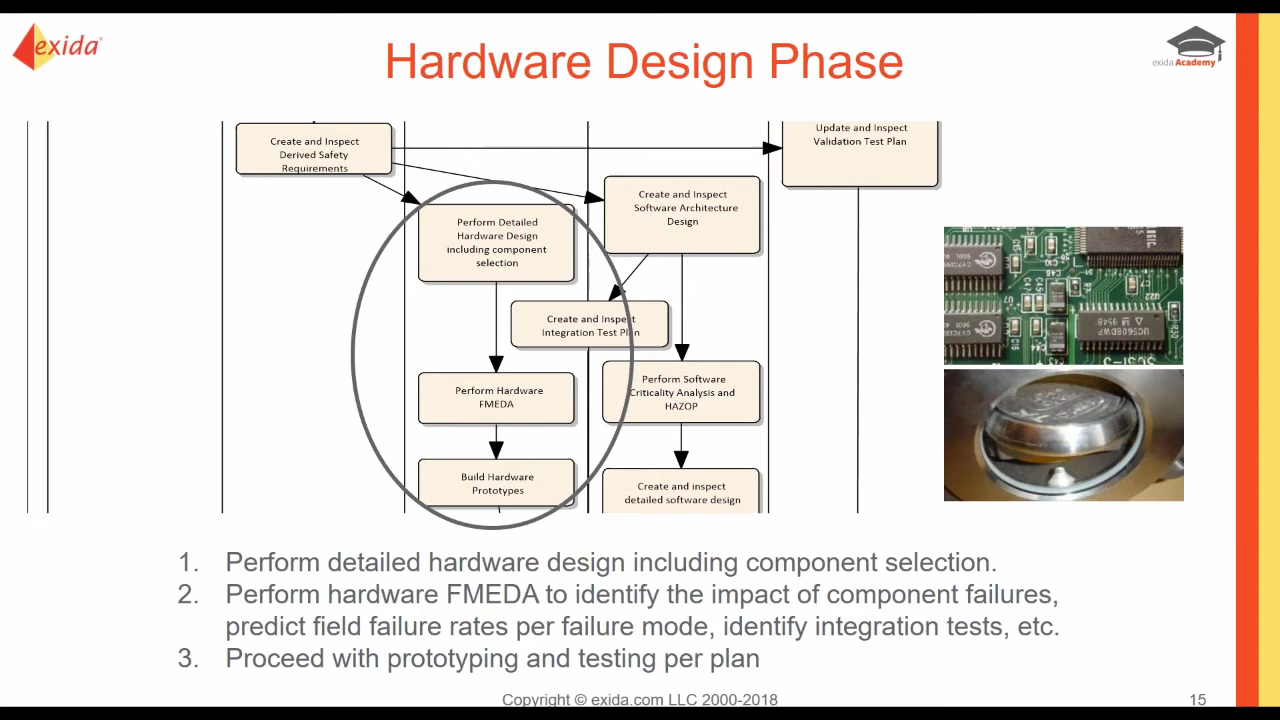 exida®
Hardware Design Phase
exida Academy
Create and Inspect
Derived Safety
Requirements
Update and Inspect
Validation Test Plan
Perform Detailed
Hardware Design
including component
selection
Create and Inspect
Software Architecture
Design
Create and Inspect
Integration Test Plan
Perform Hardware
FMEDA
Perform Software
Criticality Analysis and
HAZOP
Build Hardware
Prototypes
Create and inspect
detailed software design
UC5608DWP
9548
U22
1. Perform detailed hardware design including component selection.
2. Perform hardware FMEDA to identify the impact of component failures,
predict field failure rates per failure mode, identify integration tests, etc.
3. Proceed with prototyping and testing per plan
Copyright © exida.com LLC 2000-2018
15